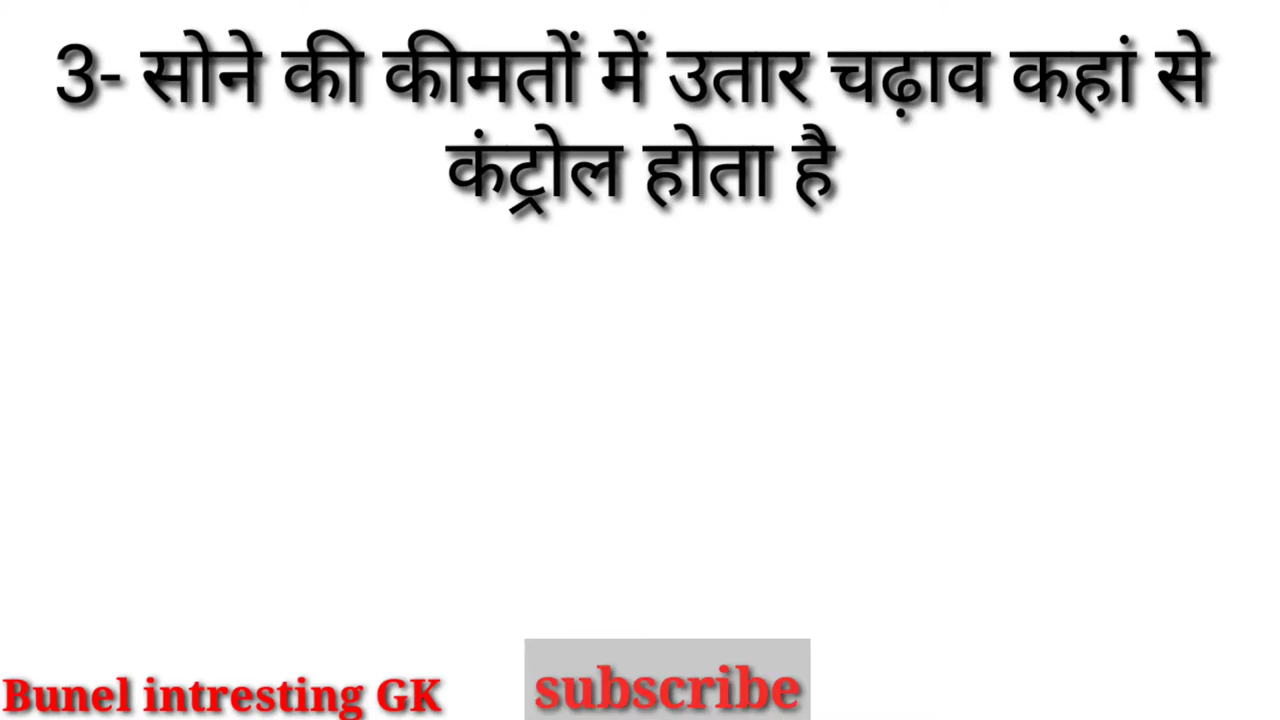 3- सोने की कीमतों में उतार चढ़ाव कहां से
कंट्रोल होता है
Bunel intresting GK
subscribe